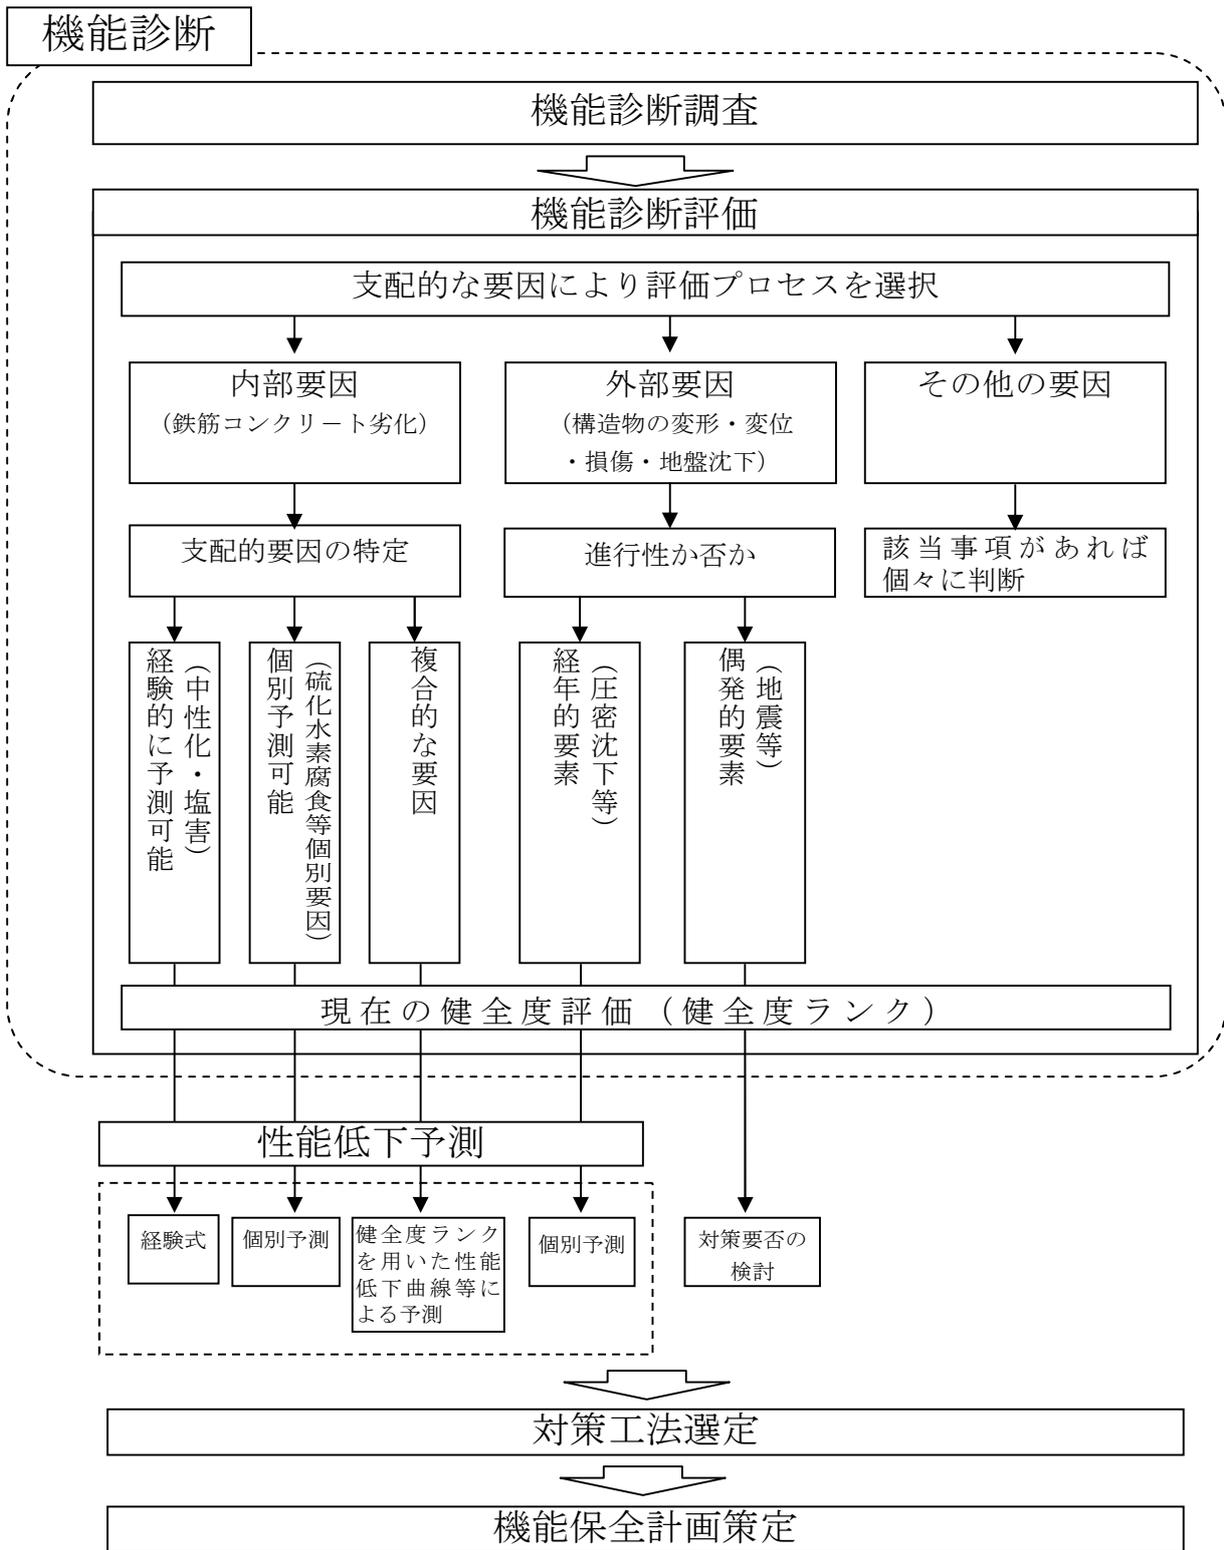 機能診断
機能診断調査
機能診断評価
支配的な要因により評価プロセスを選択
内部要因
（鉄筋コンクリート劣化）
外部要因
（構造物の変形・変位
・損傷・地盤沈下）
その他の要因
支配的要因の特定
進行性か否か
該当事項があれば
個々に判断
（中性化・塩害）
経験的に予測可能
（硫化水素腐食等個別要因）
個別予測可能
複合的な要因
（圧密沈下等）
経年的要素
（地震等）
偶発的要素
現在の健全度評価（健全度ランク）
性能低下予測
経験式
個別予測
健全度ランク
を用いた性能
低下曲線等に
よる予測
個別予測
対策要否の
検討
対策工法選定
機能保全計画策定